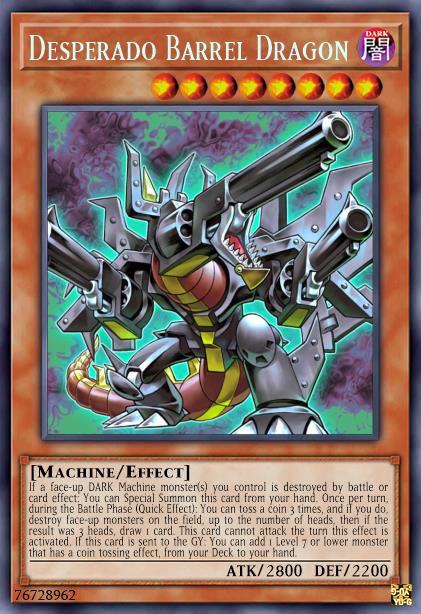 DESPERADO BARREL DRAGON
DARK
闇
[MACHINE/EFFECT]
If a face-up DARK Machine monster(s) you control is destroyed by battle or
card effect: You can Special Summon this card from your hand. Once per turn,
during the Battle Phase (Quick Effect): You can toss a coin 3 times, and if you do,
destroy face-up monsters on the field, up to the number of heads, then if the
result was 3 heads, draw 1 card. This card cannot attack the turn this effect is
activated. If this card is sent to the GY: You can add 1 Level 7 or lower monster
that has a coin tossing effect, from your Deck to your hand.
ATK/2800 DEF/2200
76728962